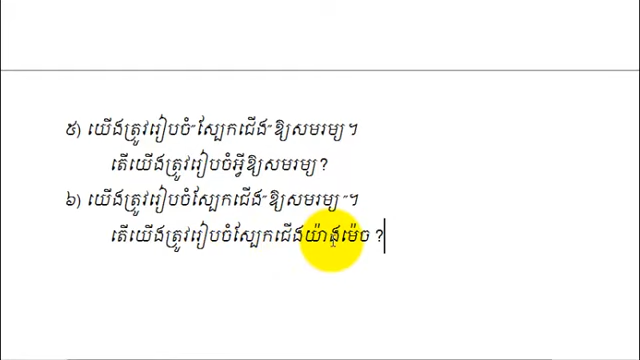 ៥) យើងត្រូវរៀបចំ"ស្បែកជើង"ឱ្យសមរម្យ។
តើយើងត្រូវរៀបចំអ្វីឱ្យសមរម្យ?
៦) យើងត្រូវរៀបចំស្បែកជើង"ឱ្យសមរម្យ"។
តើយើងត្រូវរៀបចំស្បែកជើងយ៉ាងម៉េច ?